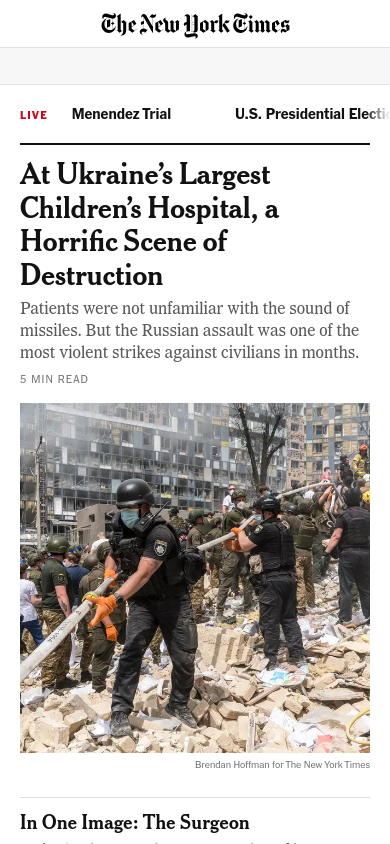 The New York Times
LIVE Menendez Trial U.S. Presidential Electi
At Ukraine’s Largest
Children’s Hospital, a
Horrific Scene of
Destruction
Patients were not unfamiliar with the sound of
missiles. But the Russian assault was one of the
most violent strikes against civilians in months.
5 MIN READ
Brendan Hoffman for The New York Times
In One Image: The Surgeon